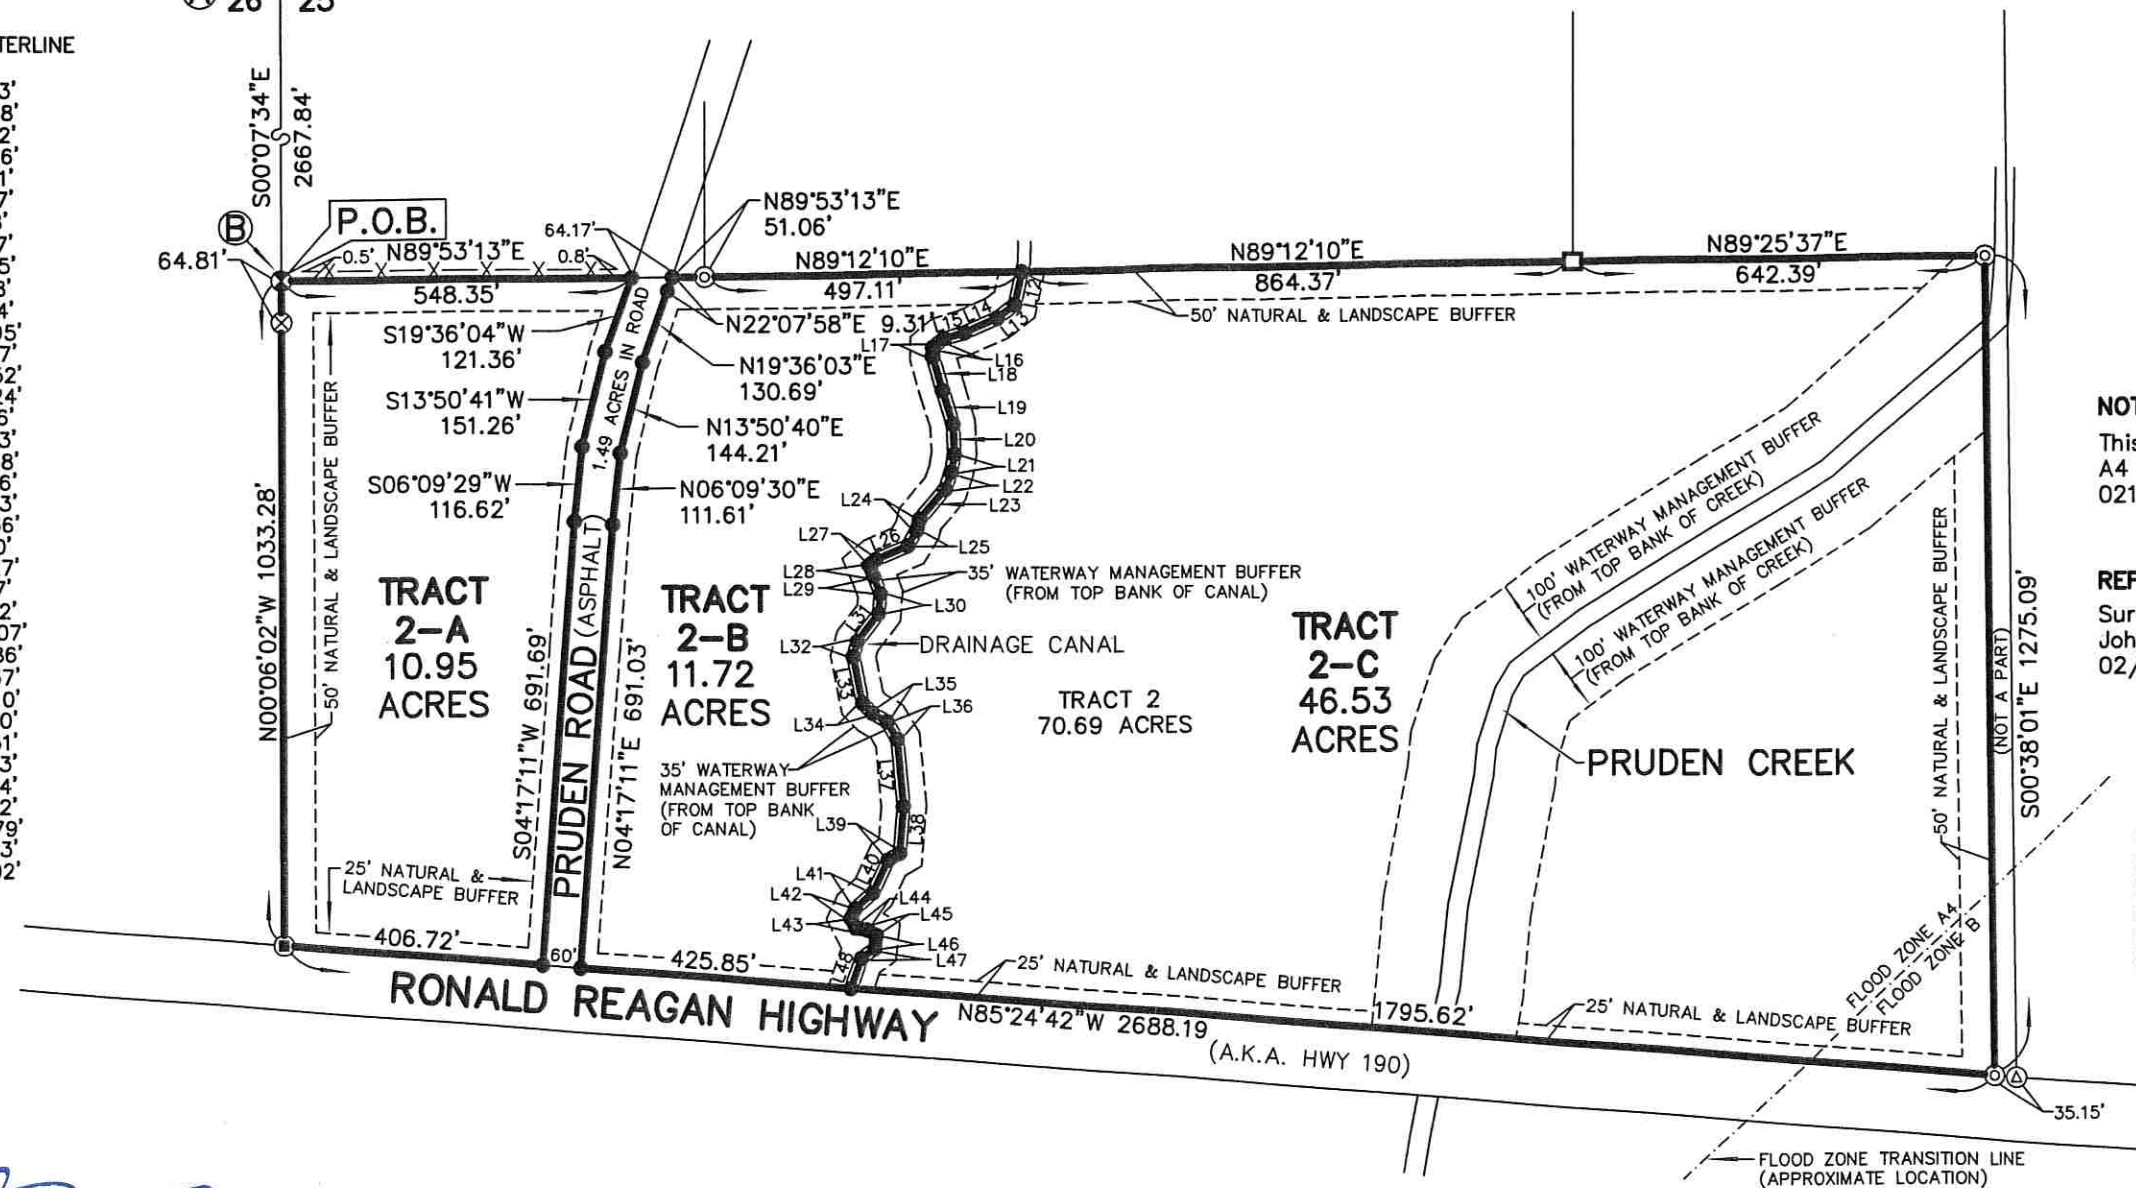 26 25
TERLINE
S00°07'34"E
2667.84'
B
P.O.B.
64.81'
0.5'
N89°53'13"E
0.8'
64.17'
548.35'
N89°53'13"E
51.06'
N89°12'10"E
497.11'
N89°12'10"E
864.37'
N89°25'37"E
642.39'
50' NATURAL & LANDSCAPE BUFFER
S19°36'04"W
121.36'
S13°50'41"W
151.26'
S06°09'29"W
116.62'
1.49 ACRES IN ROAD
N22°07'58"E 9.31'
N19°36'03"E
130.69'
N13°50'40"E
144.21'
N06°09'30"E
111.61'
L12
L13
L14
L15
L16
L17
L18
L19
L20
L21
L22
L23
L24
L25
L26
L27
L28
L29
L30
L31
L32
L33
L34
L35
L36
L37
L38
L39
L40
L41
L42
L43
L44
L45
L46
L47
L48
35' WATERWAY MANAGEMENT BUFFER
(FROM TOP BANK OF CANAL)
DRAINAGE CANAL
N00°06'02"W 1033.28'
50' NATURAL & LANDSCAPE BUFFER
TRACT
2-A
10.95
ACRES
S04°17'11"W 691.69'
PRUDEN ROAD (ASPHALT)
N04°17'11"E 691.03'
TRACT
2-B
11.72
ACRES
35' WATERWAY
MANAGEMENT BUFFER
(FROM TOP BANK
OF CANAL)
TRACT 2
70.69 ACRES
TRACT
2-C
46.53
ACRES
100' WATERWAY MANAGEMENT BUFFER
(FROM TOP BANK OF CREEK)
100' WATERWAY MANAGEMENT BUFFER
(FROM TOP BANK OF CREEK)
PRUDEN CREEK
50' NATURAL & LANDSCAPE BUFFER
(NOT A PART)
S00°38'01"E 1275.09'
25' NATURAL &
LANDSCAPE BUFFER
406.72'
60'
425.85'
25' NATURAL & LANDSCAPE BUFFER
1795.62'
25' NATURAL & LANDSCAPE BUFFER
FLOOD ZONE A4
FLOOD ZONE B
RONALD REAGAN HIGHWAY
N85°24'42"W 2688.19
(A.K.A. HWY 190)
35.15'
FLOOD ZONE TRANSITION LINE
(APPROXIMATE LOCATION)
NOT
This
A4
021
REF
Sur
Joh
02/